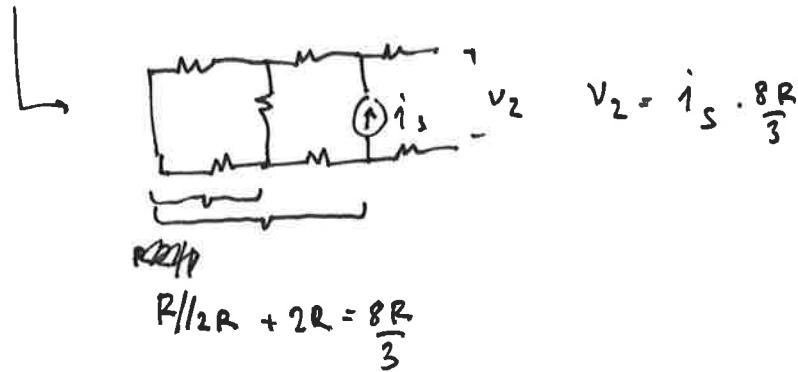 i_s
+
v_2
-
v_2 = i_s · 8R/3
R//2R + 2R = 8R/3